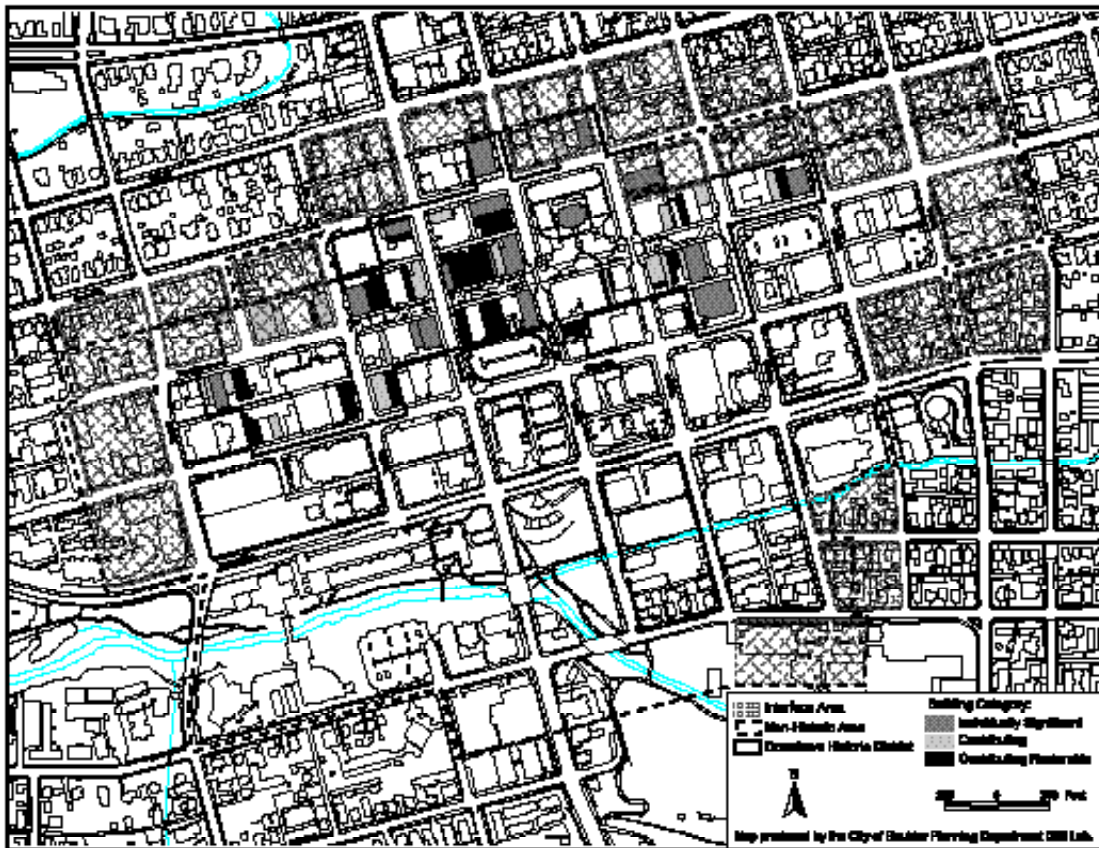 Interface Area
Non-Historic Area
Downtown Historic District
Building Category:
Individually Significant
Contributing
Contributing Restorable
N
0
Feet
Map produced by the City of Boulder Planning Department GIS Lab.